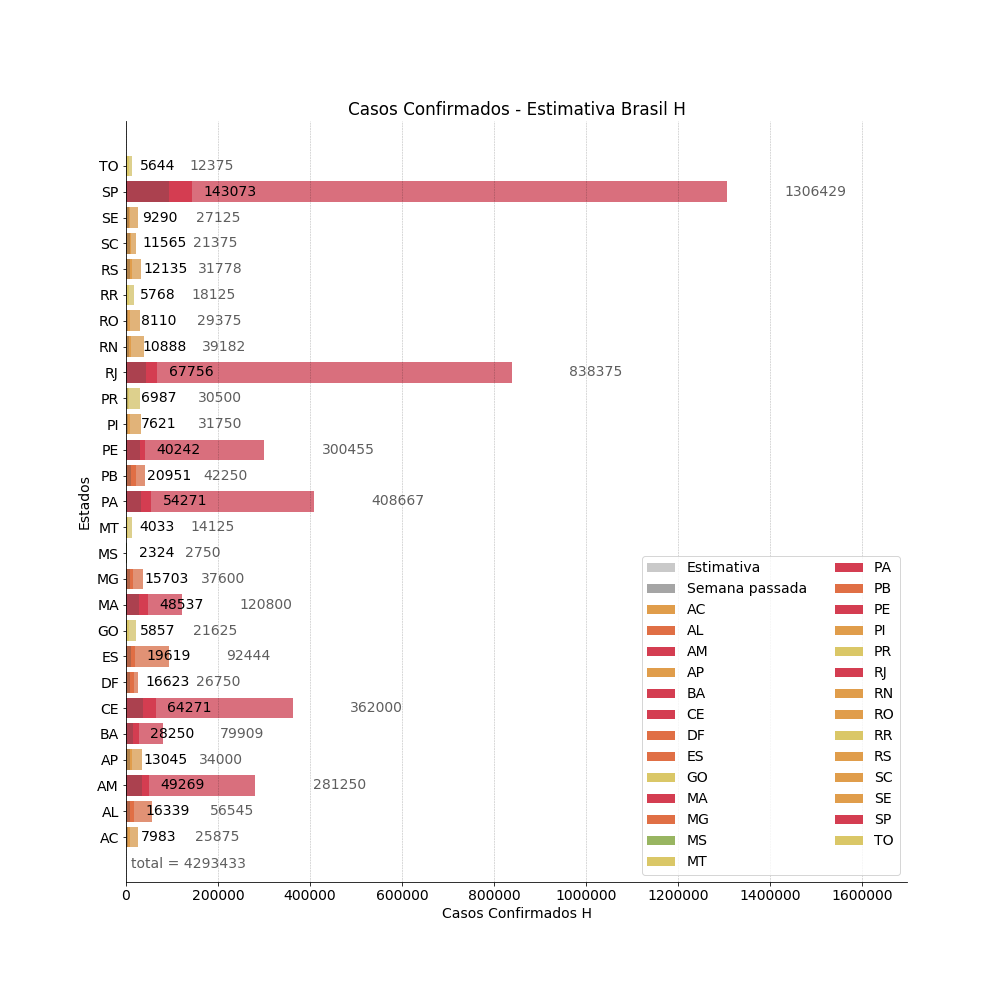 Casos Confirmados - Estimativa Brasil H
TO 5644 12375
SP 143073 1306429
SE 9290 27125
SC 11565 21375
RS 12135 31778
RR 5768 18125
RO 8110 29375
RN 10888 39182
RJ 67756 838375
PR 6987 30500
PI 7621 31750
PE 40242 300455
PB 20951 42250
PA 54271 408667
MT 4033 14125
MS 2324 2750
MG 15703 37600
MA 48537 120800
GO 5857 21625
ES 19619 92444
DF 16623 26750
CE 64271 362000
BA 28250 79909
AP 13045 34000
AM 49269 281250
AL 16339 56545
AC 7983 25875
total = 4293433
Estados
0 200000 400000 600000 800000 1000000 1200000 1400000 1600000
Casos Confirmados H
Estimativa
Semana passada
AC
AL
AM
AP
BA
CE
DF
ES
GO
MA
MG
MS
MT
PA
PB
PE
PI
PR
RJ
RN
RO
RR
RS
SC
SE
SP
TO